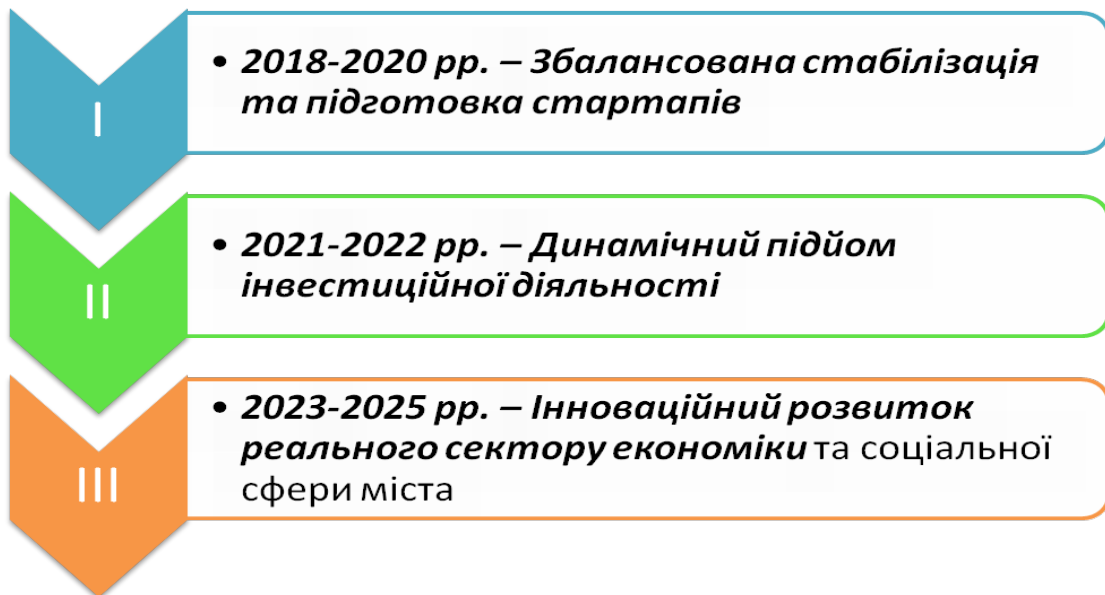 I
• 2018-2020 рр. – Збалансована стабілізація
та підготовка стартапів
II
• 2021-2022 рр. – Динамічний підйом
інвестиційної діяльності
III
• 2023-2025 рр. – Інноваційний розвиток
реального сектору економіки та соціальної
сфери міста